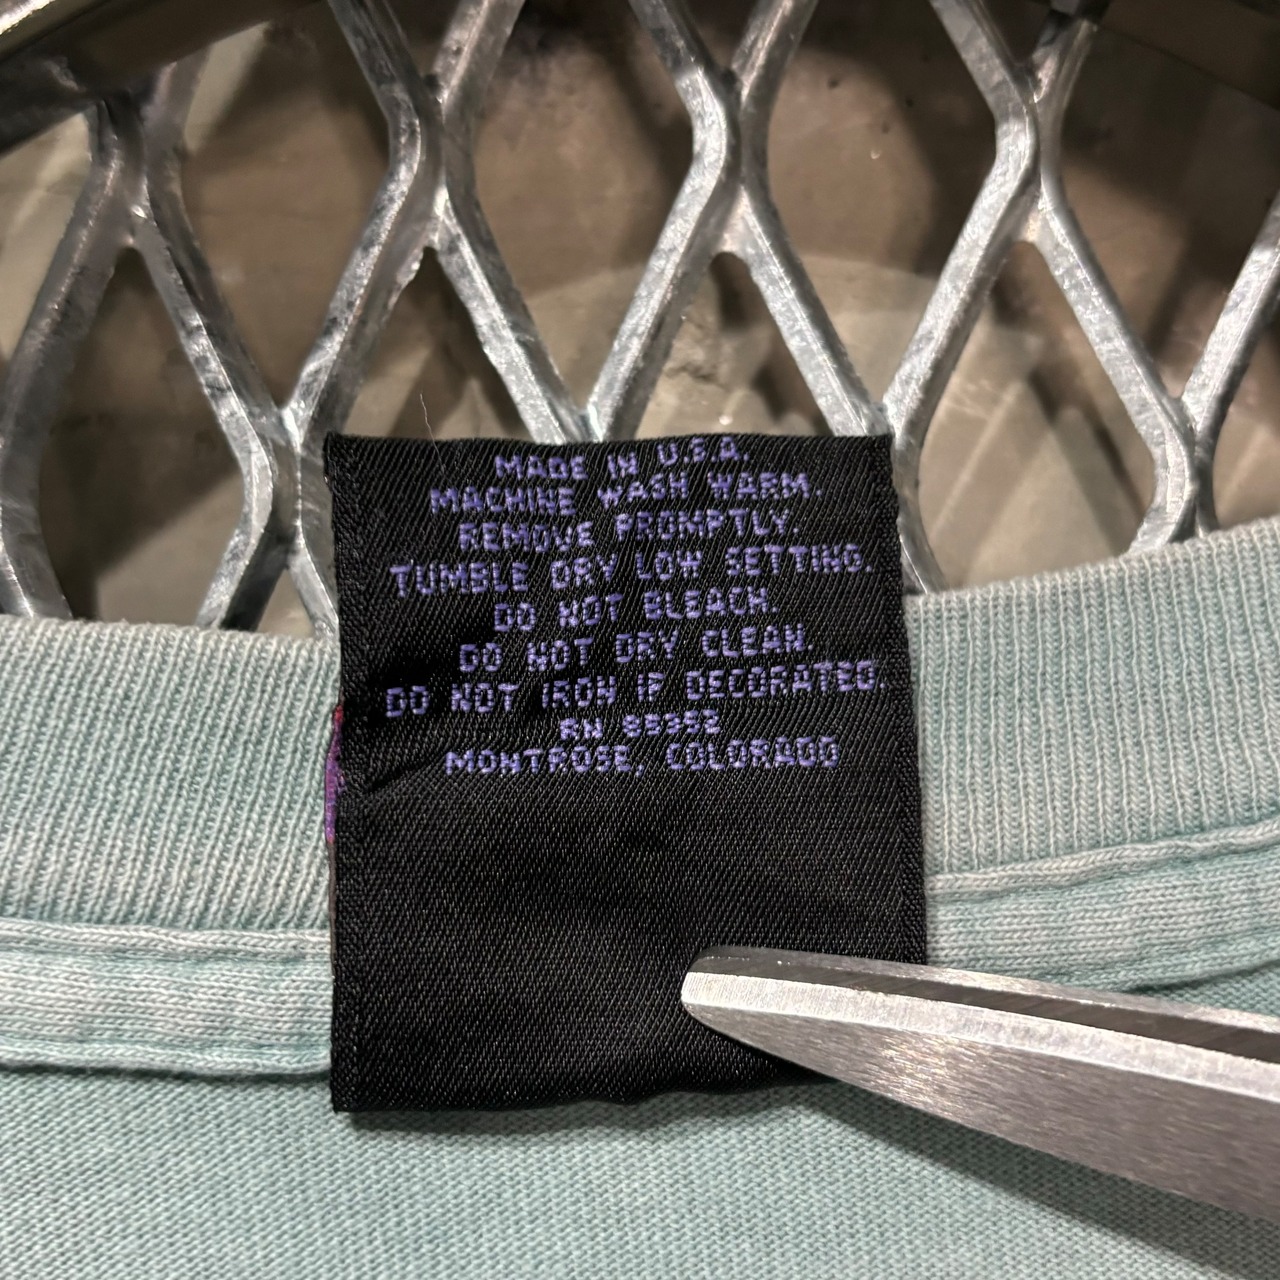 MADE IN U.S.A.
MACHINE WASH WARM.
REMOVE PROMPTLY.
TUMBLE DRY LOW SETTING.
DO NOT BLEACH.
DO NOT DRY CLEAN.
DO NOT IRON IF DECORATED.
RN
MONTROSE, COLORADO